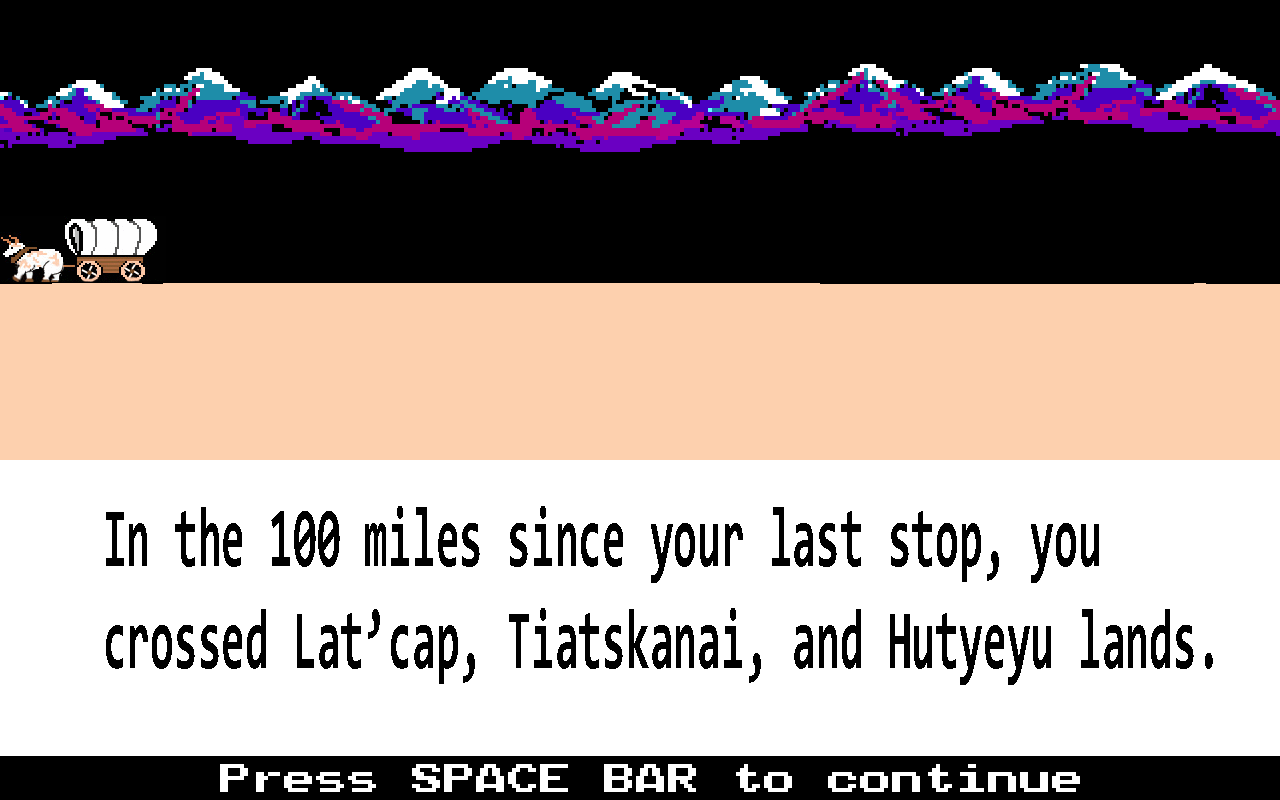 In the 100 miles since your last stop, you
crossed Lat’cap, Tiatskanai, and Hutyeyu lands.
Press SPACE BAR to continue